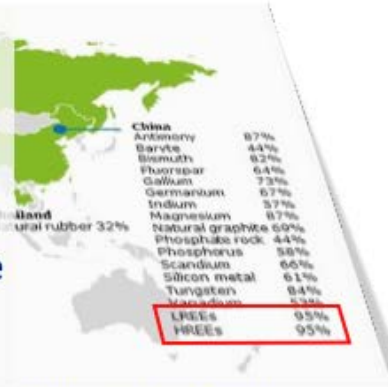 China
Antimony 87%
Baryte 44%
Bismuth 82%
Fluorspar 64%
Gallium 73%
Germanium 67%
Indium 57%
Magnesium 87%
Natural graphite 69%
Phosphate rock 44%
Phosphorus 58%
Scandium 66%
Silicon metal 61%
Tungsten 84%
Vanadium 53%
LREEs 95%
HREEs 95%
ailand
ural rubber 32%
e